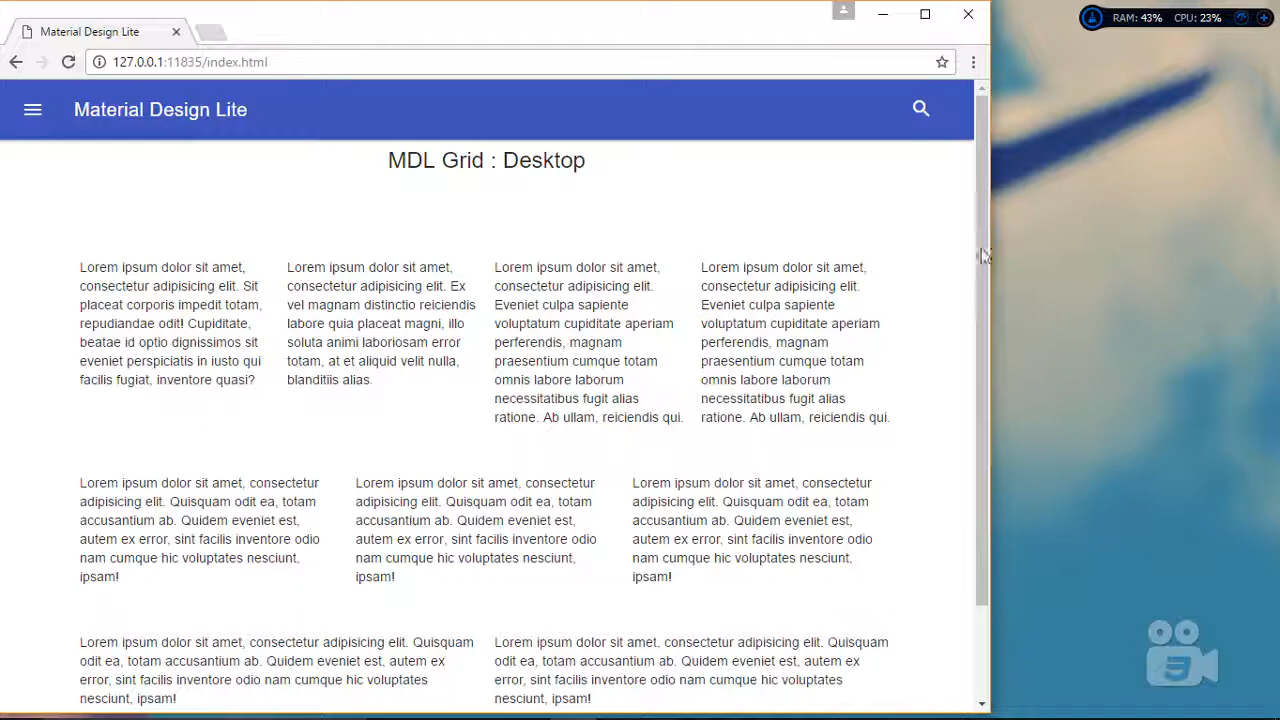 Material Design Lite
RAM: 43% CPU: 23%
127.0.0.1:11835/index.html
Material Design Lite
MDL Grid : Desktop
Lorem ipsum dolor sit amet,
consectetur adipisicing elit. Sit
placeat corporis impedit totam,
repudiandae odit! Cupiditate,
beatae id optio dignissimos sit
eveniet perspiciatis in iusto qui
facilis fugiat, inventore quasi?
Lorem ipsum dolor sit amet,
consectetur adipisicing elit. Ex
vel magnam distinctio reiciendis
labore quia placeat magni, illo
soluta animi laboriosam error
totam, at et aliquid velit nulla,
blanditiis alias.
Lorem ipsum dolor sit amet,
consectetur adipisicing elit.
Eveniet culpa sapiente
voluptatum cupiditate aperiam
perferendis, magnam
praesentium cumque totam
omnis labore laborum
necessitatibus fugit alias
ratione. Ab ullam, reiciendis qui.
Lorem ipsum dolor sit amet,
consectetur adipisicing elit.
Eveniet culpa sapiente
voluptatum cupiditate aperiam
perferendis, magnam
praesentium cumque totam
omnis labore laborum
necessitatibus fugit alias
ratione. Ab ullam, reiciendis qui.
Lorem ipsum dolor sit amet, consectetur
adipisicing elit. Quisquam odit ea, totam
accusantium ab. Quidem eveniet est,
autem ex error, sint facilis inventore odio
nam cumque hic voluptates nesciunt,
ipsam!
Lorem ipsum dolor sit amet, consectetur
adipisicing elit. Quisquam odit ea, totam
accusantium ab. Quidem eveniet est,
autem ex error, sint facilis inventore odio
nam cumque hic voluptates nesciunt,
ipsam!
Lorem ipsum dolor sit amet, consectetur
adipisicing elit. Quisquam odit ea, totam
accusantium ab. Quidem eveniet est,
autem ex error, sint facilis inventore odio
nam cumque hic voluptates nesciunt,
ipsam!
Lorem ipsum dolor sit amet, consectetur adipisicing elit. Quisquam
odit ea, totam accusantium ab. Quidem eveniet est, autem ex
error, sint facilis inventore odio nam cumque hic voluptates
nesciunt, ipsam!
Lorem ipsum dolor sit amet, consectetur adipisicing elit. Quisquam
odit ea, totam accusantium ab. Quidem eveniet est, autem ex
error, sint facilis inventore odio nam cumque hic voluptates
nesciunt, ipsam!